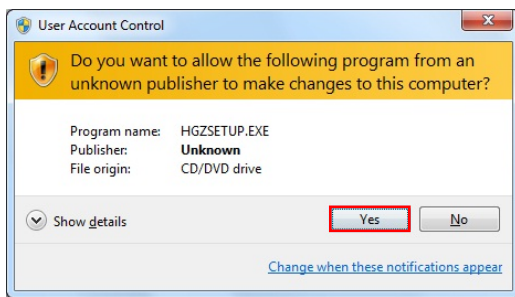 User Account Control
Do you want to allow the following program from an
unknown publisher to make changes to this computer?
Program name: HGZSETUP.EXE
Publisher: Unknown
File origin: CD/DVD drive
Show details Yes No
Change when these notifications appear